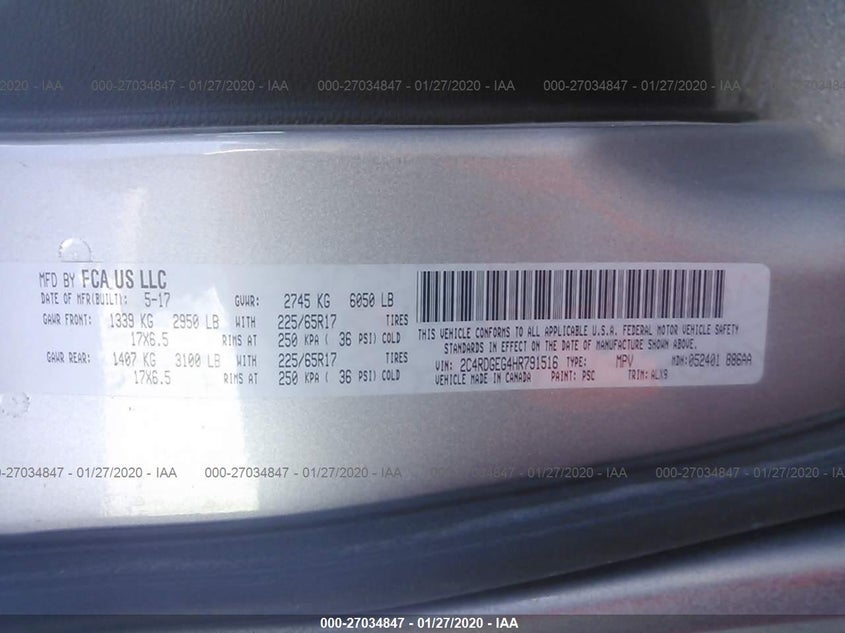 000-27034847 - 01/27/2020 - IAA
MFD BY FCA US LLC
DATE OF MFR(BUILT): 5-17 GVWR: 2745 KG 6050 LB
GAWR FRONT: 1339 KG 2950 LB WITH 225/65R17 TIRES
17X6.5 RIMS AT 250 KPA ( 36 PSI) COLD
GAWR REAR: 1407 KG 3100 LB WITH 225/65R17 TIRES
17X6.5 RIMS AT 250 KPA ( 36 PSI) COLD
THIS VEHICLE CONFORMS TO ALL APPLICABLE U.S.A. FEDERAL MOTOR VEHICLE SAFETY
STANDARDS IN EFFECT ON THE DATE OF MANUFACTURE SHOWN ABOVE.
VIN: 2C4RDGEG4HR791516 TYPE: MPV MDH:052401 886AA
VEHICLE MADE IN CANADA PAINT: PSC TRIM: ALX9
000-27034847 - 01/27/2020 - IAA
000-27034847 - 01/27/2020 - IAA